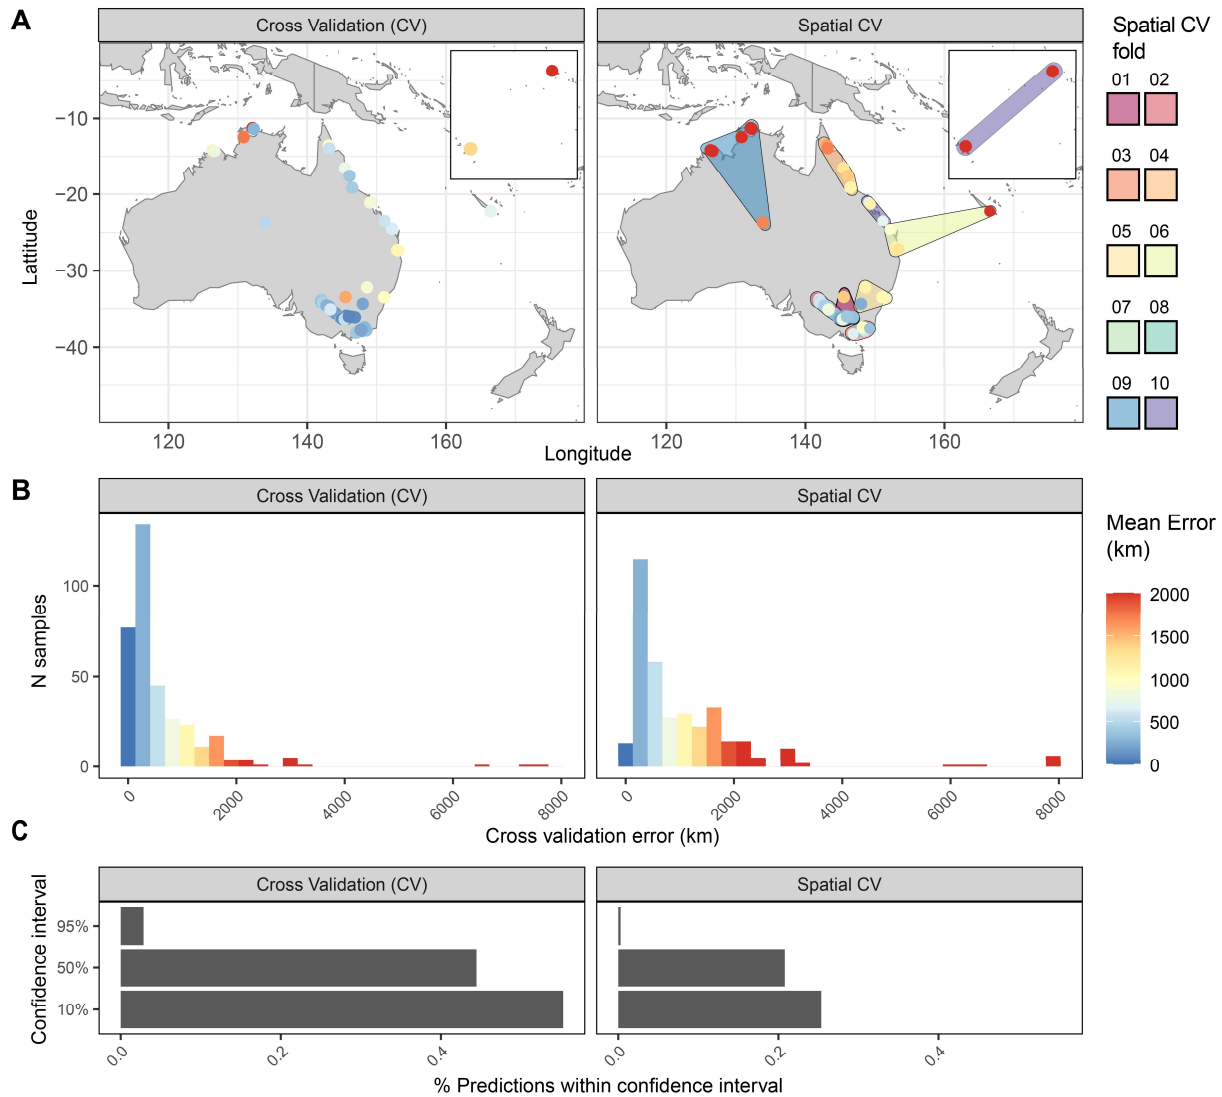 A
Cross Validation (CV)
Spatial CV
Spatial CV
fold
01 02
03 04
05 06
07 08
09 10
−10
−20
−30
−40
Lattitude
120 140 160
120 140 160
Longitude
B
Cross Validation (CV)
Spatial CV
100
50
0
N samples
0 2000 4000 6000 8000
0 2000 4000 6000 8000
Cross validation error (km)
Mean Error
(km)
2000
1500
1000
500
0
C
Cross Validation (CV)
Spatial CV
Confidence interval
95%
50%
10%
0.0 0.2 0.4
0.0 0.2 0.4
% Predictions within confidence interval